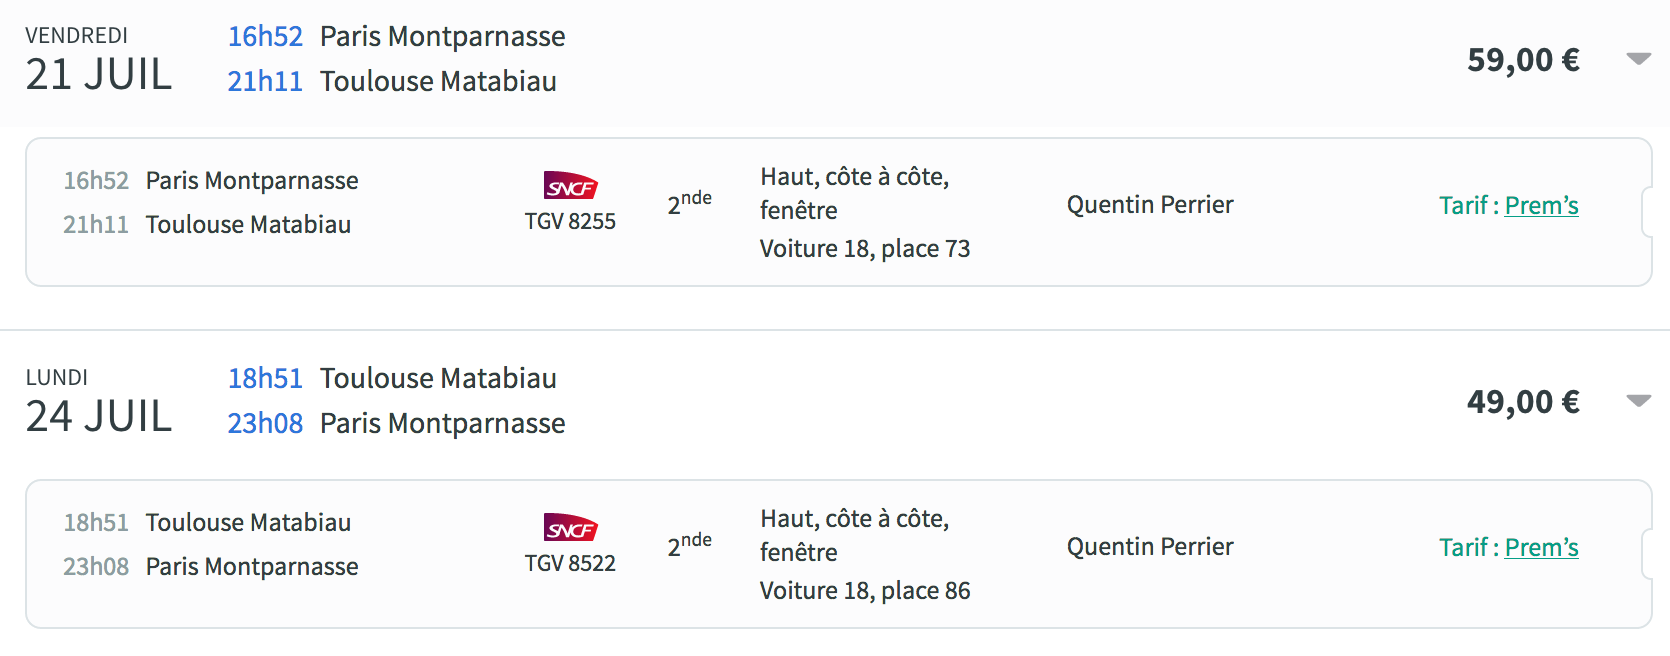 VENDREDI
21 JUIL
16h52 Paris Montparnasse
21h11 Toulouse Matabiau
59,00 €
16h52 Paris Montparnasse
21h11 Toulouse Matabiau
SNCF
TGV 8255
2nde
Haut, côte à côte,
fenêtre
Voiture 18, place 73
Quentin Perrier
Tarif : Prem’s
LUNDI
24 JUIL
18h51 Toulouse Matabiau
23h08 Paris Montparnasse
49,00 €
18h51 Toulouse Matabiau
23h08 Paris Montparnasse
SNCF
TGV 8522
2nde
Haut, côte à côte,
fenêtre
Voiture 18, place 86
Quentin Perrier
Tarif : Prem’s